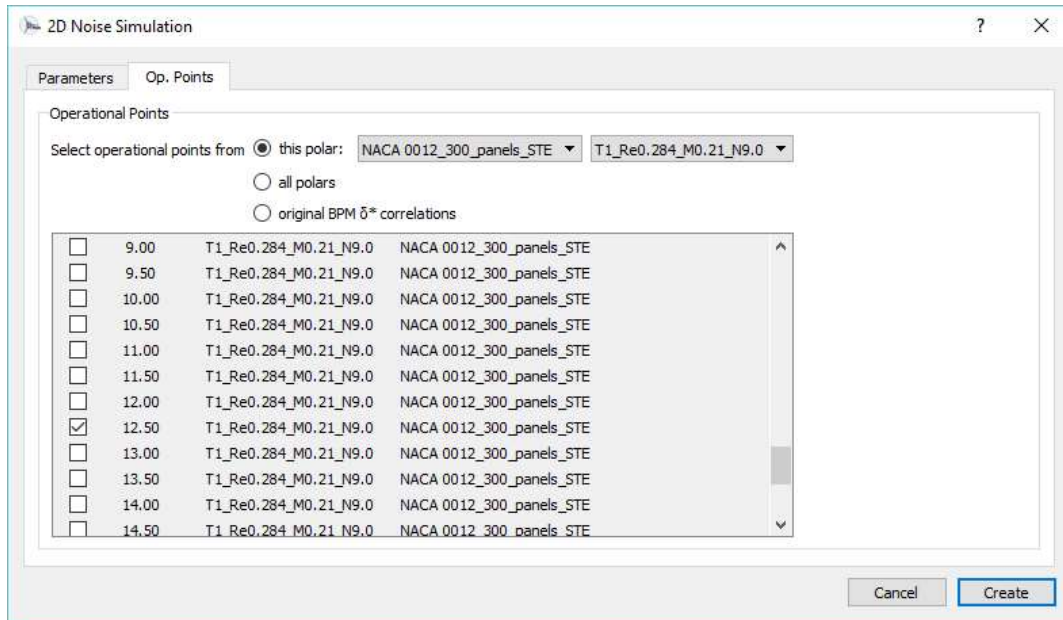 2D Noise Simulation
Parameters
Op. Points
Operational Points
Select operational points from this polar: NACA 0012_300_panels_STE T1_Re0.284_M0.21_N9.0
all polars
original BPM δ* correlations
9.00 T1_Re0.284_M0.21_N9.0 NACA 0012_300_panels_STE
9.50 T1_Re0.284_M0.21_N9.0 NACA 0012_300_panels_STE
10.00 T1_Re0.284_M0.21_N9.0 NACA 0012_300_panels_STE
10.50 T1_Re0.284_M0.21_N9.0 NACA 0012_300_panels_STE
11.00 T1_Re0.284_M0.21_N9.0 NACA 0012_300_panels_STE
11.50 T1_Re0.284_M0.21_N9.0 NACA 0012_300_panels_STE
12.00 T1_Re0.284_M0.21_N9.0 NACA 0012_300_panels_STE
12.50 T1_Re0.284_M0.21_N9.0 NACA 0012_300_panels_STE
13.00 T1_Re0.284_M0.21_N9.0 NACA 0012_300_panels_STE
13.50 T1_Re0.284_M0.21_N9.0 NACA 0012_300_panels_STE
14.00 T1_Re0.284_M0.21_N9.0 NACA 0012_300_panels_STE
14.50 T1_Re0.284_M0.21_N9.0 NACA 0012_300_panels_STE
Cancel
Create